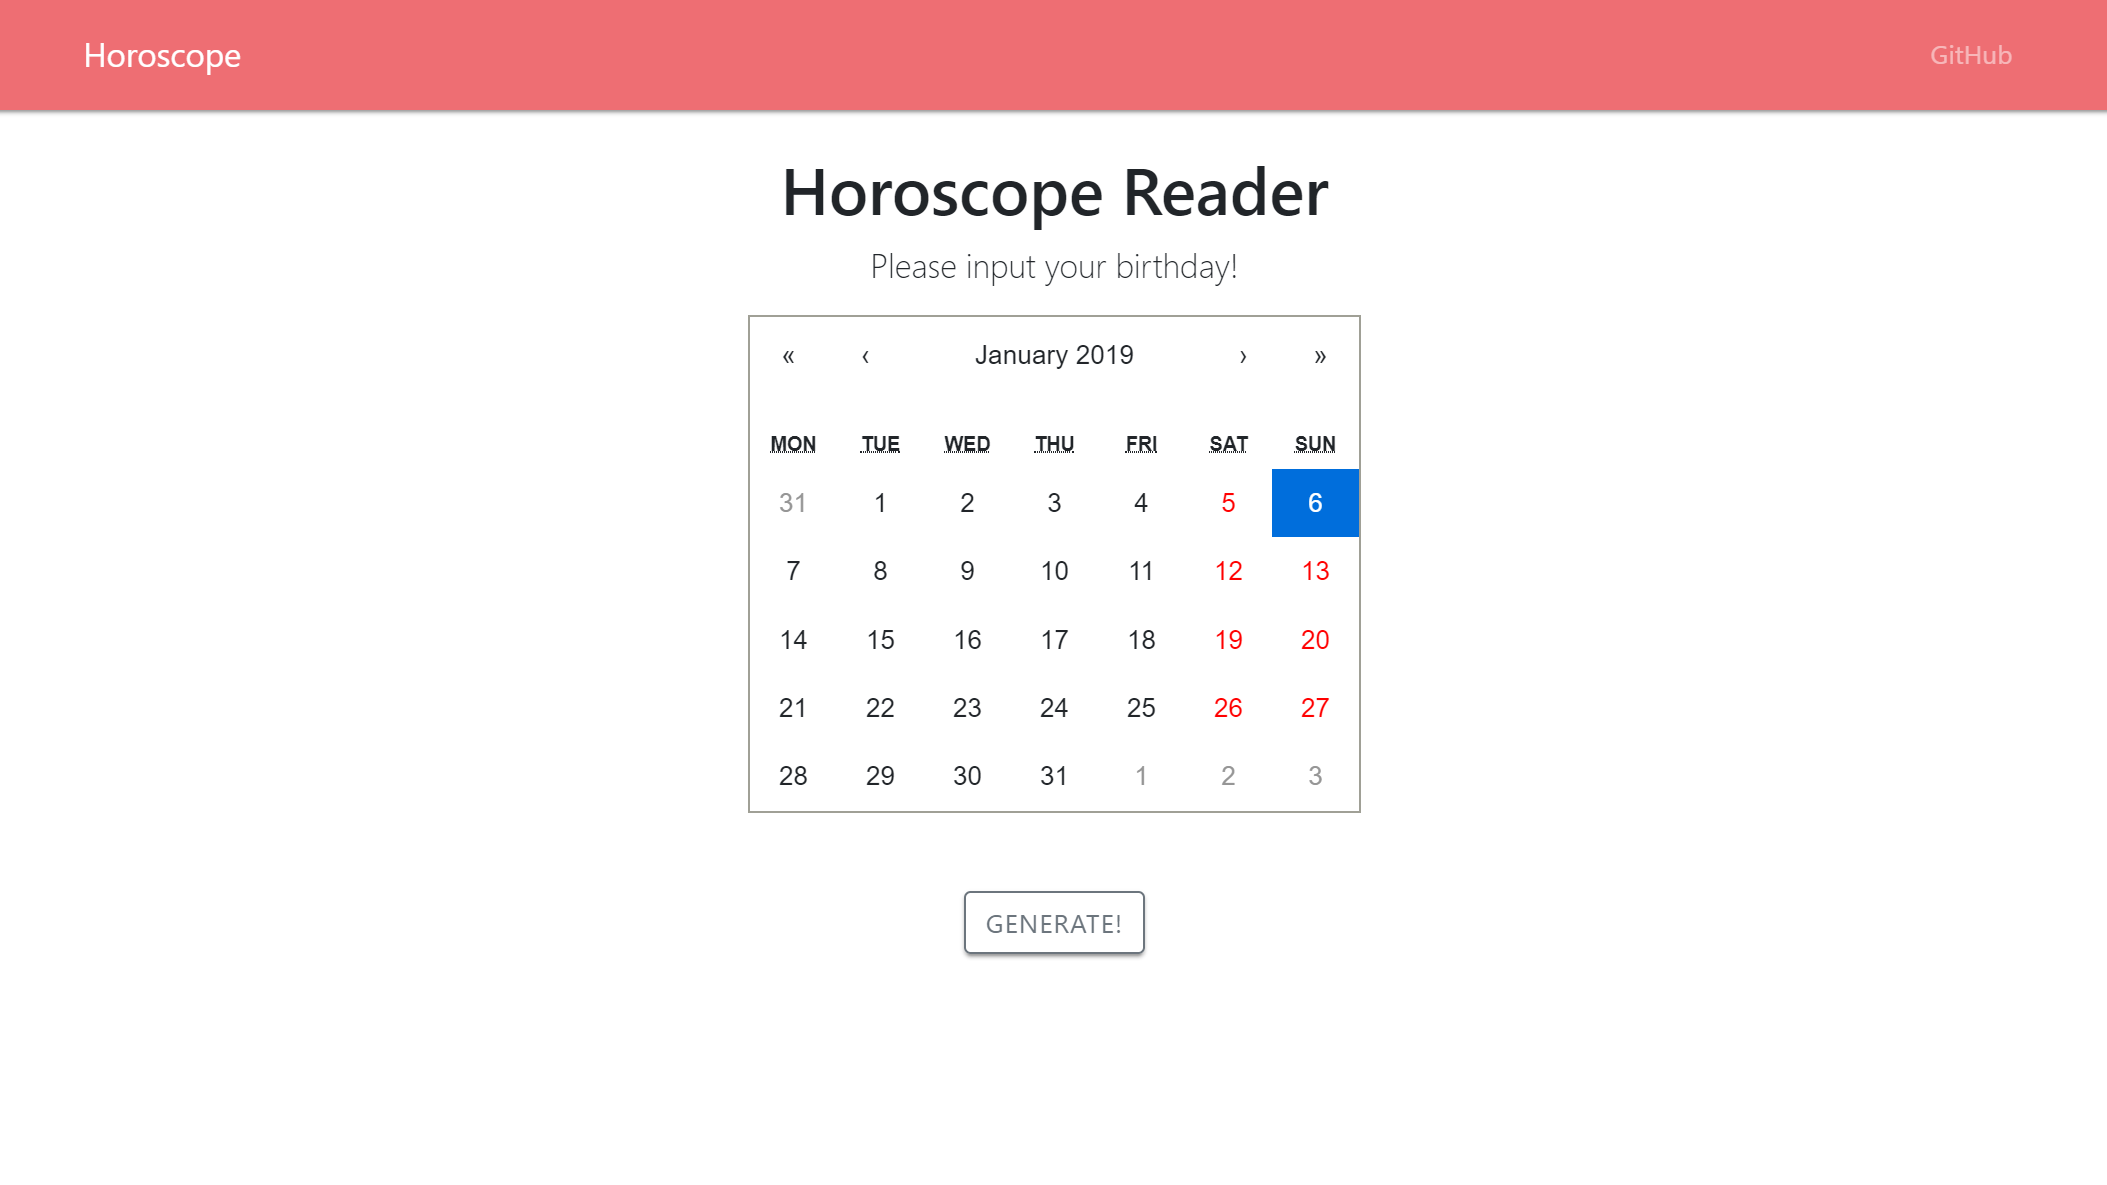 Horoscope GitHub
Horoscope Reader
Please input your birthday!
« ‹ January 2019 › »
MON TUE WED THU FRI SAT SUN
31 1 2 3 4 5 6
7 8 9 10 11 12 13
14 15 16 17 18 19 20
21 22 23 24 25 26 27
28 29 30 31 1 2 3
GENERATE!